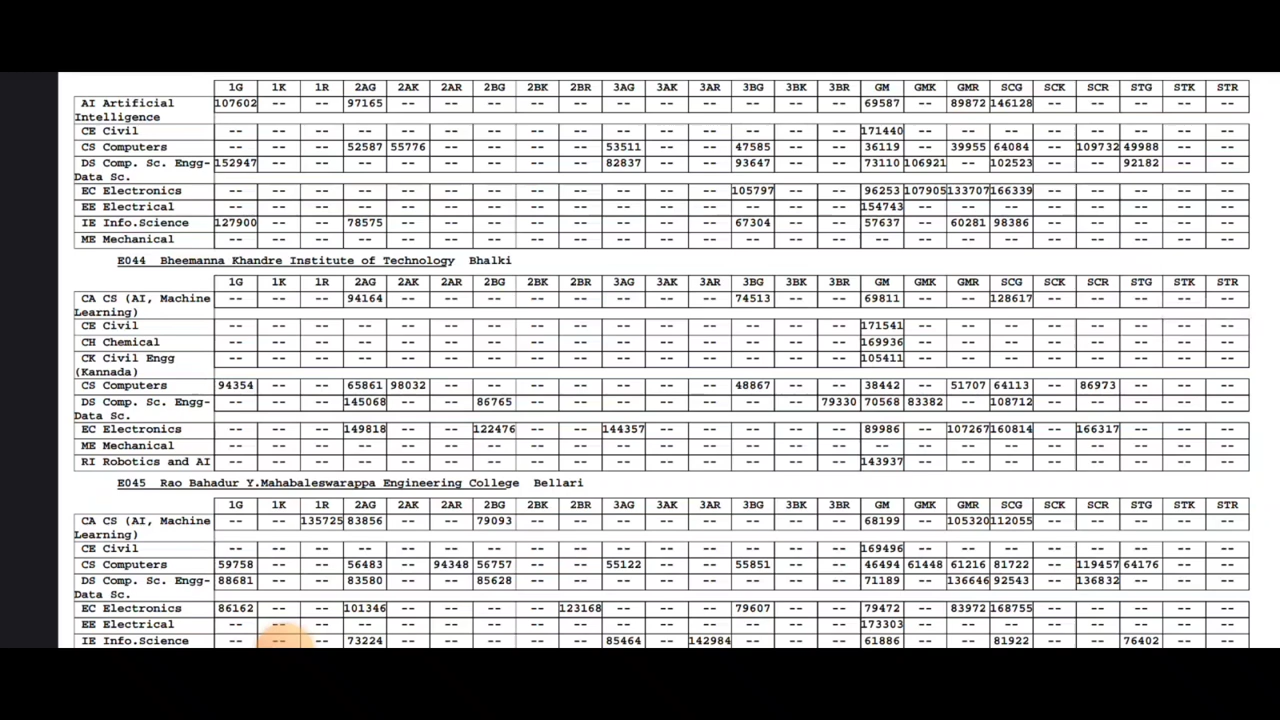 1G 1K 1R 2AG 2AK 2AR 2BG 2BK 2BR 3AG 3AK 3AR 3BG 3BK 3BR GM GMK GMR SCG SCK SCR STG STK STR
AI Artificial 107602 -- -- 97165 -- -- -- -- -- -- -- -- -- -- -- 69587 -- 89872 146128 -- -- -- -- --
Intelligence
CE Civil -- -- -- -- -- -- -- -- -- -- -- -- -- -- -- 171440 -- -- -- -- -- -- -- --
CS Computers -- -- -- 52587 55776 -- -- -- -- 53511 -- -- 47585 -- -- 36119 -- 39955 64084 -- 109732 49988 -- --
DS Comp. Sc. Engg- 152947 -- -- -- -- -- -- -- -- 82837 -- -- 93647 -- -- 73110 106921 -- 102523 -- -- 92182 -- --
Data Sc.
EC Electronics -- -- -- -- -- -- -- -- -- -- -- -- 105797 -- -- 96253 107905 133707 166339 -- -- -- -- --
EE Electrical -- -- -- -- -- -- -- -- -- -- -- -- -- -- -- 154743 -- -- -- -- -- -- -- --
IE Info.Science 127900 -- -- 78575 -- -- -- -- -- -- -- -- 67304 -- -- 57637 -- 60281 98386 -- -- -- -- --
ME Mechanical -- -- -- -- -- -- -- -- -- -- -- -- -- -- -- -- -- -- -- -- -- -- -- --
E044 Bheemanna Khandre Institute of Technology Bhalki
1G 1K 1R 2AG 2AK 2AR 2BG 2BK 2BR 3AG 3AK 3AR 3BG 3BK 3BR GM GMK GMR SCG SCK SCR STG STK STR
CA CS (AI, Machine -- -- -- 94164 -- -- -- -- -- -- -- -- 74513 -- -- 69811 -- -- 128617 -- -- -- -- --
Learning)
CE Civil -- -- -- -- -- -- -- -- -- -- -- -- -- -- -- 171541 -- -- -- -- -- -- -- --
CH Chemical -- -- -- -- -- -- -- -- -- -- -- -- -- -- -- 169936 -- -- -- -- -- -- -- --
CK Civil Engg -- -- -- -- -- -- -- -- -- -- -- -- -- -- -- 105411 -- -- -- -- -- -- -- --
(Kannada)
CS Computers 94354 -- -- 65861 98032 -- -- -- -- -- -- -- 48867 -- -- 38442 -- 51707 64113 -- 86973 -- -- --
DS Comp. Sc. Engg- -- -- -- 145068 -- -- 86765 -- -- -- -- -- -- -- 79330 70568 83382 -- 108712 -- -- -- -- --
Data Sc.
EC Electronics -- -- -- 149818 -- -- 122476 -- -- 144357 -- -- -- -- -- 89986 -- 107267 160814 -- 166317 -- -- --
ME Mechanical -- -- -- -- -- -- -- -- -- -- -- -- -- -- -- -- -- -- -- -- -- -- -- --
RI Robotics and AI -- -- -- -- -- -- -- -- -- -- -- -- -- -- -- 143937 -- -- -- -- -- -- -- --
E045 Rao Bahadur Y.Mahabaleswarappa Engineering College Bellari
1G 1K 1R 2AG 2AK 2AR 2BG 2BK 2BR 3AG 3AK 3AR 3BG 3BK 3BR GM GMK GMR SCG SCK SCR STG STK STR
CA CS (AI, Machine -- -- 135725 83856 -- -- 79093 -- -- -- -- -- -- -- -- 68199 -- 105320 112055 -- -- -- -- --
Learning)
CE Civil -- -- -- -- -- -- -- -- -- -- -- -- -- -- -- 169496 -- -- -- -- -- -- -- --
CS Computers 59758 -- -- 56483 -- 94348 56757 -- -- 55122 -- -- 55851 -- -- 46494 61448 61216 81722 -- 119457 64176 -- --
DS Comp. Sc. Engg- 88681 -- -- 83580 -- -- 85628 -- -- -- -- -- -- -- -- 71189 -- 136646 92543 -- 136832 -- -- --
Data Sc.
EC Electronics 86162 -- -- 101346 -- -- -- -- 123168 -- -- -- 79607 -- -- 79472 -- 83972 168755 -- -- -- -- --
EE Electrical -- -- -- -- -- -- -- -- -- -- -- -- -- -- -- 173303 -- -- -- -- -- -- -- --
IE Info.Science -- -- -- 73224 -- -- -- -- -- 85464 -- 142984 -- -- -- 61886 -- -- 81922 -- -- 76402 -- --